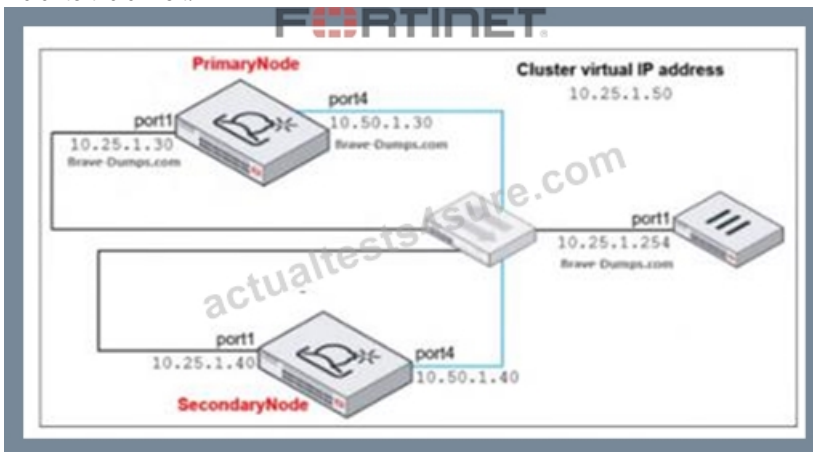 FORTINET
PrimaryNode
Cluster virtual IP address
10.25.1.50
port4
10.50.1.30
Brave-Dumps.com
port1
10.25.1.30
Brave-Dumps.com
actualtests4sure.com
port1
10.25.1.254
Brave-Dumps.com
port1
10.25.1.40
port4
10.50.1.40
SecondaryNode